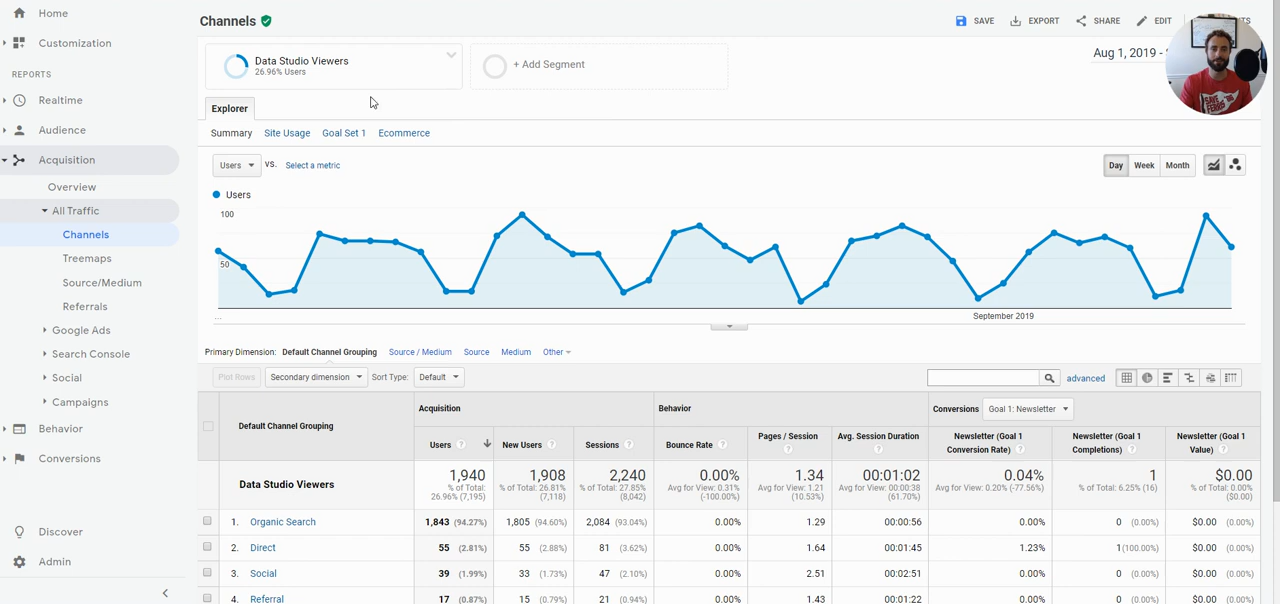 Home
Customization
REPORTS
Realtime
Audience
Acquisition
Overview
All Traffic
Channels
Treemaps
Source/Medium
Referrals
Google Ads
Search Console
Social
Campaigns
Behavior
Conversions
Discover
Admin
Channels
SAVE EXPORT SHARE EDIT
Data Studio Viewers
26.96% Users
+ Add Segment
Aug 1, 2019 -
Explorer
Summary Site Usage Goal Set 1 Ecommerce
Users vs. Select a metric
Day Week Month
Users
100
50
...
September 2019
Primary Dimension: Default Channel Grouping Source / Medium Source Medium Other
Plot Rows Secondary dimension Sort Type: Default advanced
Default Channel Grouping Acquisition Behavior Conversions Goal 1: Newsletter
Users ? New Users ? Sessions ? Bounce Rate ? Pages / Session ? Avg. Session Duration ? Newsletter (Goal 1 Conversion Rate) ? Newsletter (Goal 1 Completions) ? Newsletter (Goal 1 Value) ?
Data Studio Viewers 1,940 1,908 2,240 0.00% 1.34 00:01:02 0.04% 1 $0.00
% of Total: 26.96% (7,195) % of Total: 26.81% (7,118) % of Total: 27.85% (8,042) Avg for View: 0.31% (-100.00%) Avg for View: 1.21 (10.53%) Avg for View: 00:00:38 (61.70%) Avg for View: 0.20% (-77.56%) % of Total: 6.25% (16) % of Total: 0.00% ($0.00)
1. Organic Search 1,843 (94.27%) 1,805 (94.60%) 2,084 (93.04%) 0.00% 1.29 00:00:56 0.00% 0 (0.00%) $0.00 (0.00%)
2. Direct 55 (2.81%) 55 (2.88%) 81 (3.62%) 0.00% 1.64 00:01:45 1.23% 1(100.00%) $0.00 (0.00%)
3. Social 39 (1.99%) 33 (1.73%) 47 (2.10%) 0.00% 2.51 00:02:51 0.00% 0 (0.00%) $0.00 (0.00%)
4. Referral 17 (0.87%) 15 (0.79%) 21 (0.94%) 0.00% 1.43 00:01:22 0.00% 0 (0.00%) $0.00 (0.00%)